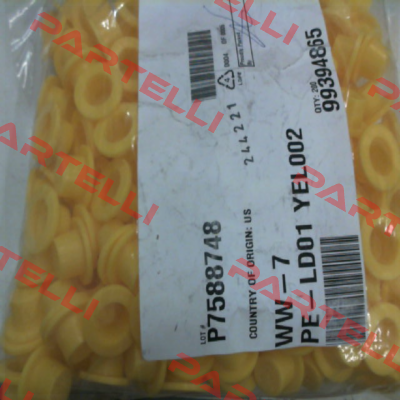 LOT #
P7588748
COUNTRY OF ORIGIN: US
244221
WW-7
PE-LD01 YEL002
QTY: 200
99394865
PARTELLI
PARTELLI
PARTELLI
PARTELLI
PARTELLI